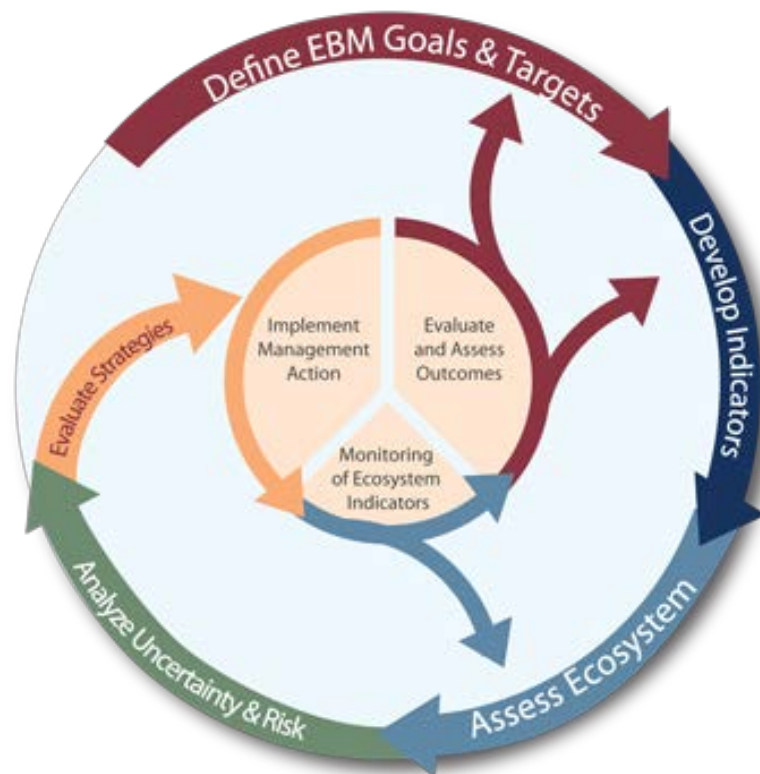 Define EBM Goals & Targets
Develop Indicators
Assess Ecosystem
Analyze Uncertainty & Risk
Evaluate Strategies
Implement
Management
Action
Evaluate
and Assess
Outcomes
Monitoring
of Ecosystem
Indicators